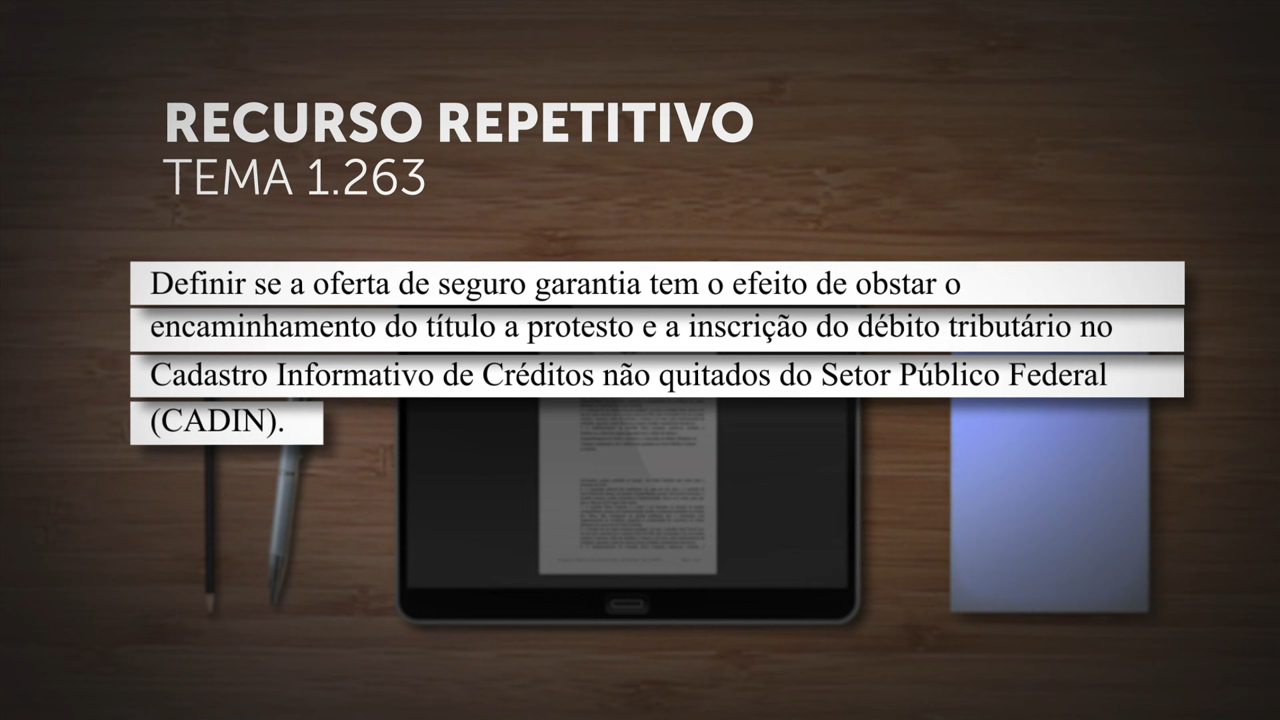 RECURSO REPETITIVO
TEMA 1.263
Definir se a oferta de seguro garantia tem o efeito de obstar o
encaminhamento do título a protesto e a inscrição do débito tributário no
Cadastro Informativo de Créditos não quitados do Setor Público Federal
(CADIN).